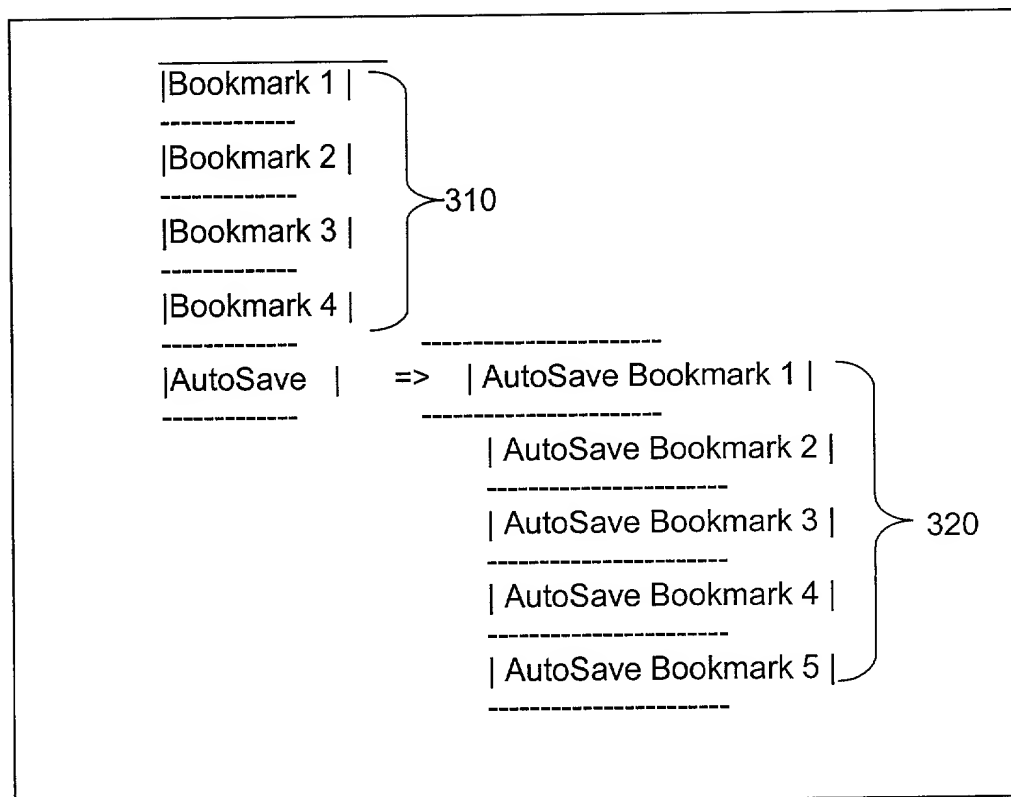 |Bookmark 1 |
-------------
|Bookmark 2 |
-------------
310
|Bookmark 3 |
-------------
|Bookmark 4 |
-------------
-----------------------
|AutoSave | => | AutoSave Bookmark 1 |
-------------
-----------------------
| AutoSave Bookmark 2 |
-----------------------
| AutoSave Bookmark 3 | 320
-----------------------
| AutoSave Bookmark 4 |
-----------------------
| AutoSave Bookmark 5 |
-----------------------